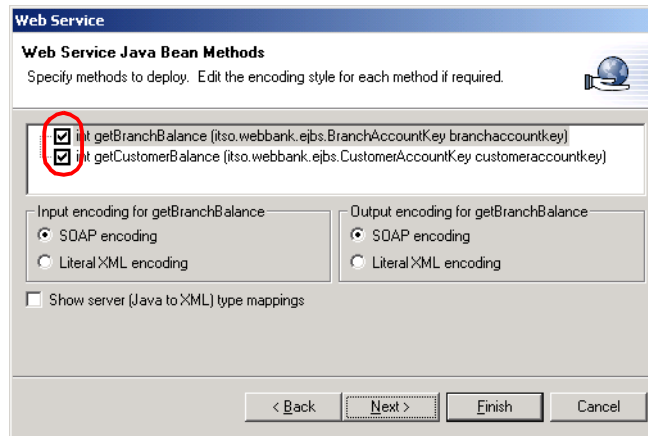 Web Service
Web Service Java Bean Methods
Specify methods to deploy. Edit the encoding style for each method if required.
int getBranchBalance (itso.webbank.ejbs.BranchAccountKey branchaccountkey)
int getCustomerBalance (itso.webbank.ejbs.CustomerAccountKey customeraccountkey)
Input encoding for getBranchBalance
Output encoding for getBranchBalance
SOAP encoding
SOAP encoding
Literal XML encoding
Literal XML encoding
Show server (Java to XML) type mappings
< Back
Next >
Finish
Cancel